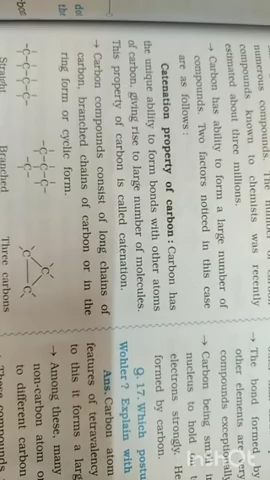 numerous compounds. The
compounds known to chemists was recently
estimated about three millions.
→ Carbon has ability to form a large number of
compounds. Two factors noticed in this case
are as follows :
Catenation property of carbon : Carbon has
the unique ability to form bonds with other atoms
of carbon, giving rise to large number of molecules.
This property of carbon is called catenation.
→ Carbon compounds consist of long chains of
carbon, branched chains of carbon or in the
ring form or cyclic form.
-C-C-C-C-
-C-C-C-
-C-
C
C C
Straight
Branched
Three carbons
→ The bond formed by
other elements are very
compounds exceptionally
→ Carbon being small in
nucleus to hold on t
electrons strongly. He
formed by carbon.
Q. 17. Which postu
Wohler ? Explain with
Ans. Carbon atom
features of tetravalency
to this it forms a larg
→ Among these, many
non-carbon atom or
to different carbon
These compounds
KineMaster